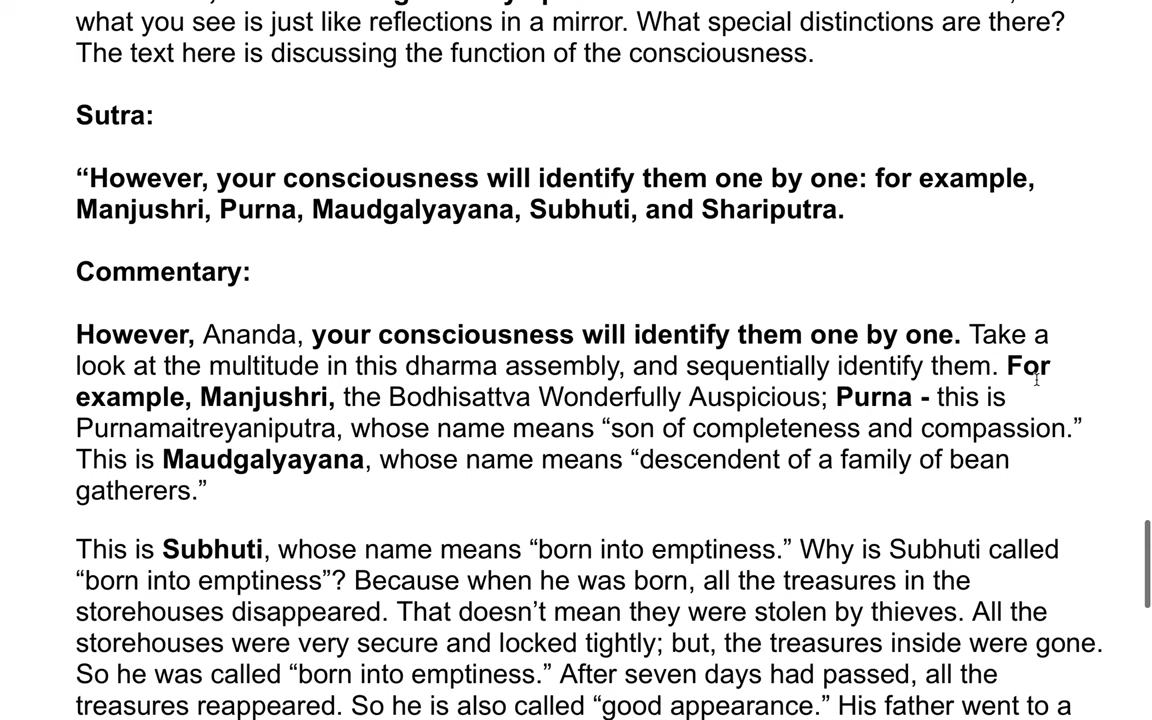 what you see is just like reflections in a mirror. What special distinctions are there?
The text here is discussing the function of the consciousness.
Sutra:
“However, your consciousness will identify them one by one: for example,
Manjushri, Purna, Maudgalyayana, Subhuti, and Shariputra.
Commentary:
However, Ananda, your consciousness will identify them one by one. Take a
look at the multitude in this dharma assembly, and sequentially identify them. For
example, Manjushri, the Bodhisattva Wonderfully Auspicious; Purna - this is
Purnamaitreyaniputra, whose name means “son of completeness and compassion.”
This is Maudgalyayana, whose name means “descendent of a family of bean
gatherers.”
This is Subhuti, whose name means “born into emptiness.” Why is Subhuti called
“born into emptiness”? Because when he was born, all the treasures in the
storehouses disappeared. That doesn’t mean they were stolen by thieves. All the
storehouses were very secure and locked tightly; but, the treasures inside were gone.
So he was called “born into emptiness.” After seven days had passed, all the
treasures reappeared. So he is also called “good appearance.” His father went to a